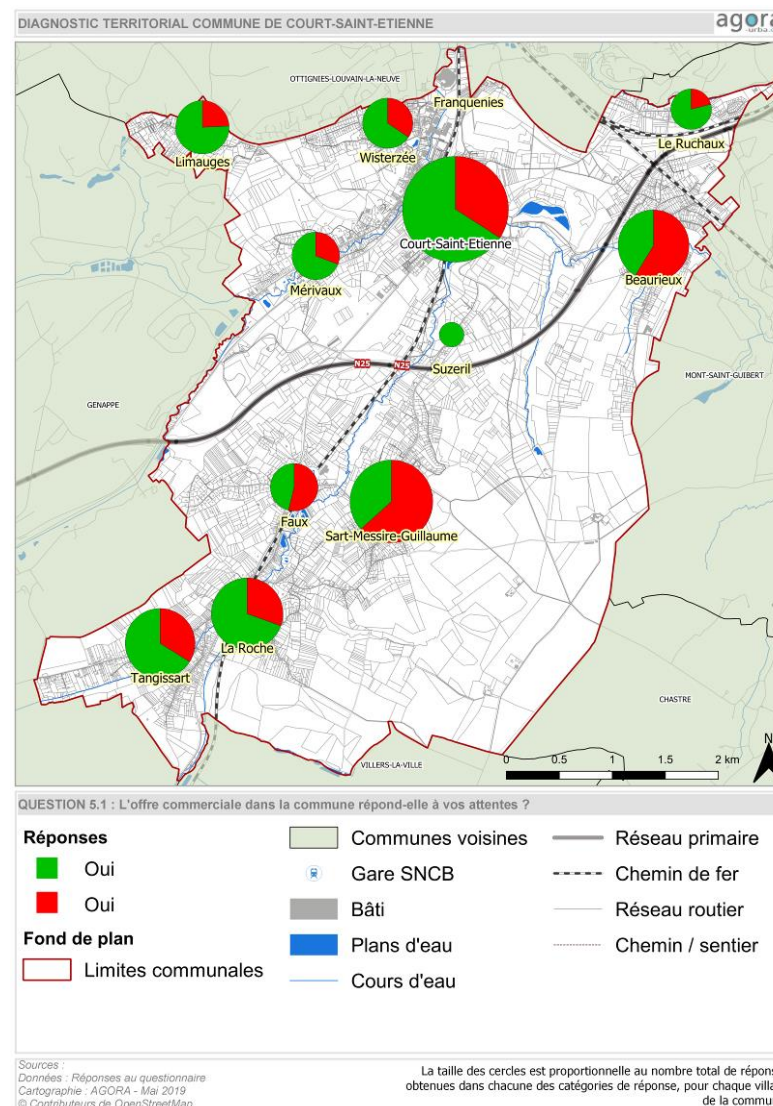 DIAGNOSTIC TERRITORIAL COMMUNE DE COURT-SAINT-ETIENNE
agora
OTTIGNIES-LOUVAIN-LA-NEUVE
Franquenies
Limauges
Wisterzée
Le Ruchaux
Court-Saint-Etienne
Beaurieux
Mérivaux
Suzeril
N25
N25
MONT-SAINT-GUIBERT
GENAPPE
Faux
Sart-Messire-Guillaume
La Roche
Tangissart
CHASTRE
VILLERS-LA-VILLE
N
0 0.5 1 1.5 2 km
QUESTION 5.1 : L'offre commerciale dans la commune répond-elle à vos attentes ?
Réponses
Oui
Oui
Fond de plan
Limites communales
Communes voisines
Gare SNCB
Bâti
Plans d'eau
Cours d'eau
Réseau primaire
Chemin de fer
Réseau routier
Chemin / sentier
Sources :
Données : Réponses au questionnaire
Cartographie : AGORA - Mai 2019
© Contributeurs de OpenStreetMap
La taille des cercles est proportionnelle au nombre total de répons
obtenues dans chacune des catégories de réponse, pour chaque villa
de la commun